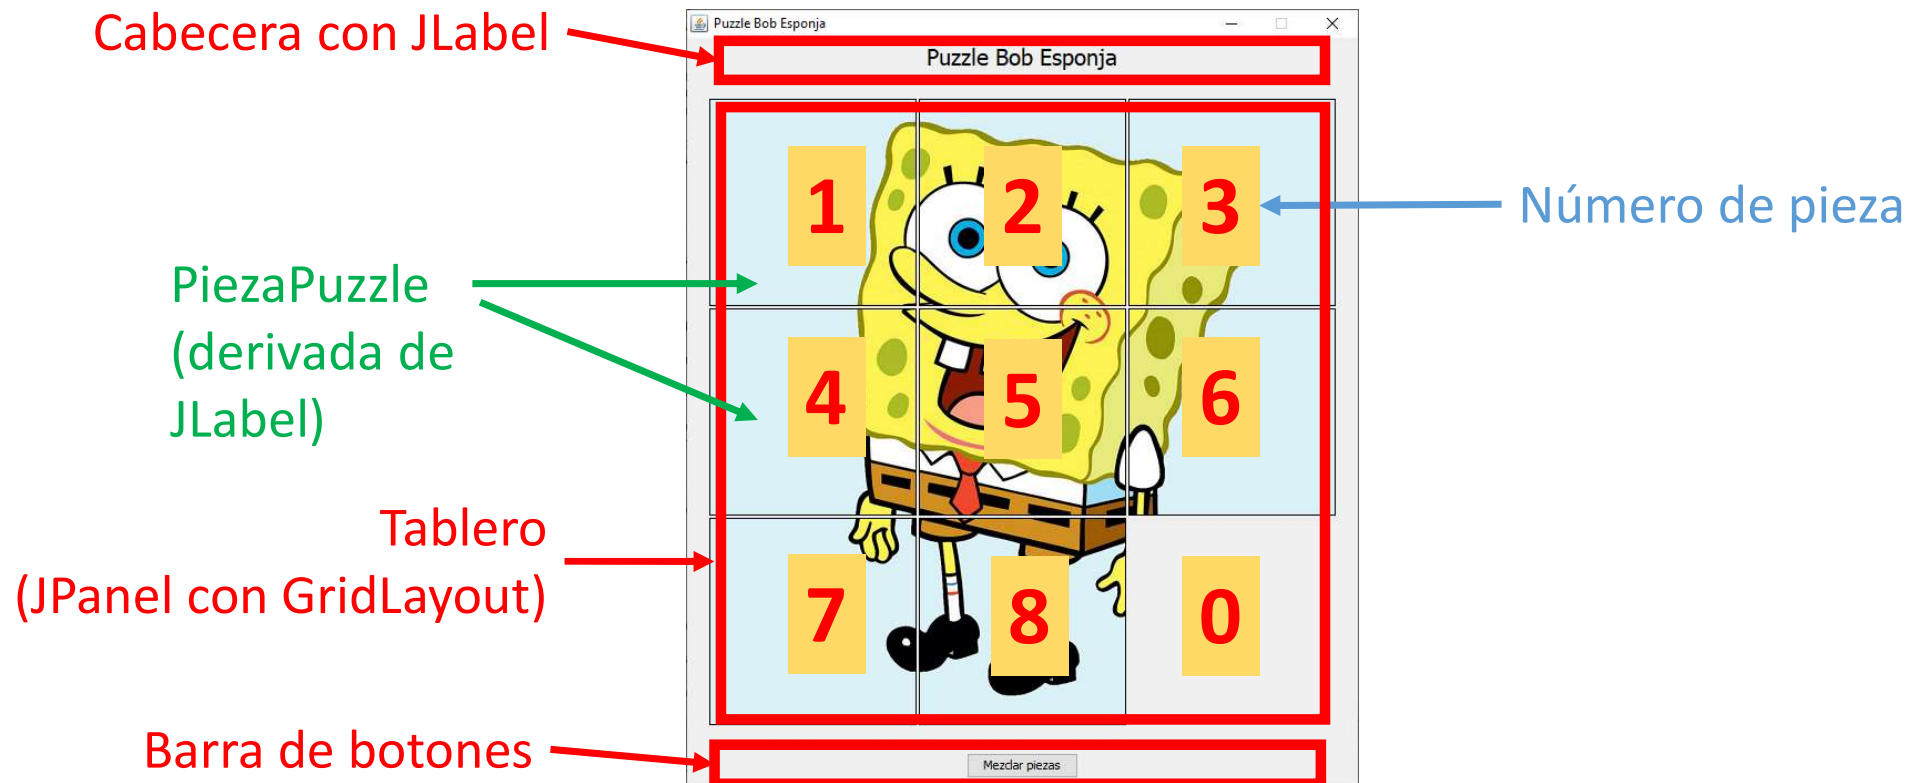 Cabecera con JLabel
Puzzle Bob Esponja
Puzzle Bob Esponja
1
2
3
Número de pieza
PiezaPuzzle
(derivada de
JLabel)
4
5
6
Tablero
(JPanel con GridLayout)
7
8
0
Barra de botones
Mezclar piezas